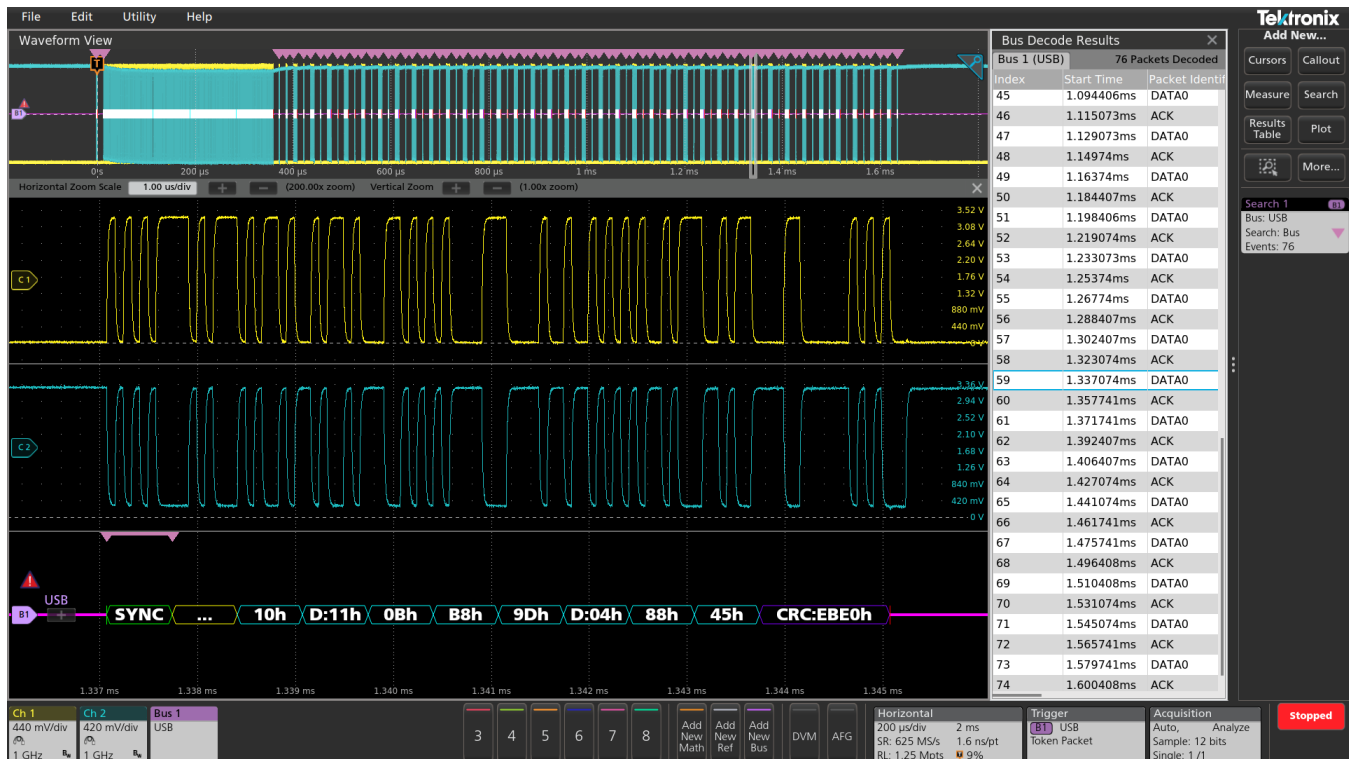 File Edit Utility Help
Tektronix
Waveform View
Bus Decode Results
Add New...
Bus 1 (USB) 76 Packets Decoded
Index Start Time Packet Identif
45 1.094406ms DATA0
46 1.115073ms ACK
47 1.129073ms DATA0
48 1.14974ms ACK
49 1.16374ms DATA0
50 1.184407ms ACK
51 1.198406ms DATA0
52 1.219074ms ACK
53 1.233073ms DATA0
54 1.25374ms ACK
55 1.26774ms DATA0
56 1.288407ms ACK
57 1.302407ms DATA0
58 1.323074ms ACK
59 1.337074ms DATA0
60 1.357741ms ACK
61 1.371741ms DATA0
62 1.392407ms ACK
63 1.406407ms DATA0
64 1.427074ms ACK
65 1.441074ms DATA0
66 1.461741ms ACK
67 1.475741ms DATA0
68 1.496408ms ACK
69 1.510408ms DATA0
70 1.531074ms ACK
71 1.545074ms DATA0
72 1.565741ms ACK
73 1.579741ms DATA0
74 1.600408ms ACK
Cursors Callout
Measure Search
Results Table Plot
More...
Search 1 B1
Bus: USB
Search: Bus
Events: 76
T
B1
0 s 200 µs 400 µs 600 µs 800 µs 1 ms 1.2 ms 1.4 ms 1.6 ms
Horizontal Zoom Scale 1.00 us/div + − (200.00x zoom) Vertical Zoom + − (1.00x zoom)
3.52 V
3.08 V
2.64 V
2.20 V
1.76 V
1.32 V
880 mV
440 mV
0 V
C 1
3.36 V
2.94 V
2.52 V
2.10 V
1.68 V
1.26 V
840 mV
420 mV
0 V
C 2
USB
B1 + SYNC ... 10h D:11h 0Bh B8h 9Dh D:04h 88h 45h CRC:EBE0h
1.337 ms 1.338 ms 1.339 ms 1.340 ms 1.341 ms 1.342 ms 1.343 ms 1.344 ms 1.345 ms
Ch 1
440 mV/div
1 GHz Bw
Ch 2
420 mV/div
1 GHz Bw
Bus 1
USB
3 4 5 6 7 8
Add New Math
Add New Ref
Add New Bus
DVM AFG
Horizontal
200 µs/div 2 ms
SR: 625 MS/s 1.6 ns/pt
RL: 1.25 Mpts 9%
Trigger
B1 USB
Token Packet
Acquisition
Auto, Analyze
Sample: 12 bits
Single: 1 /1
Stopped